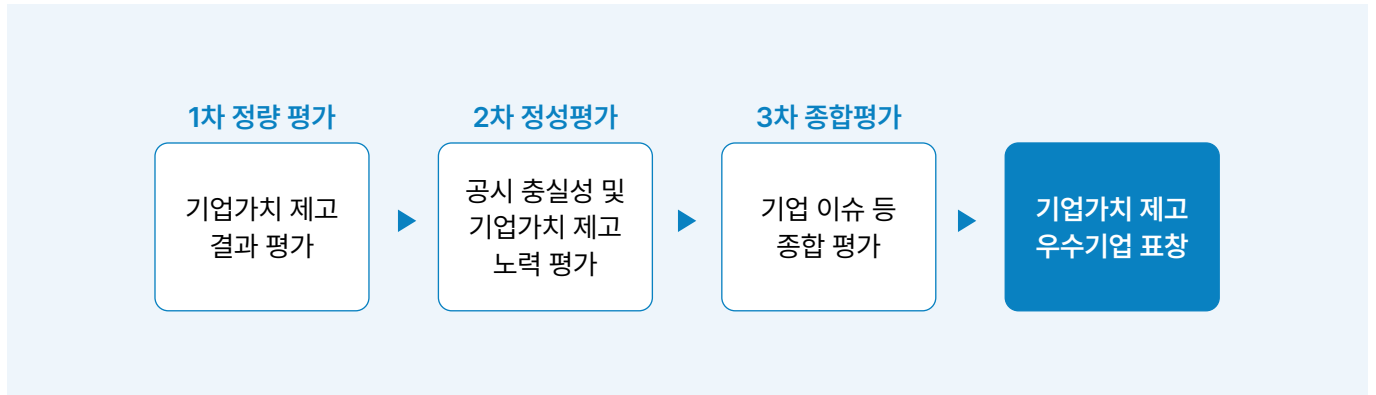 1차 정량 평가
기업가치 제고
결과 평가
2차 정성평가
공시 충실성 및
기업가치 제고
노력 평가
3차 종합평가
기업 이슈 등
종합 평가
기업가치 제고
우수기업 표창